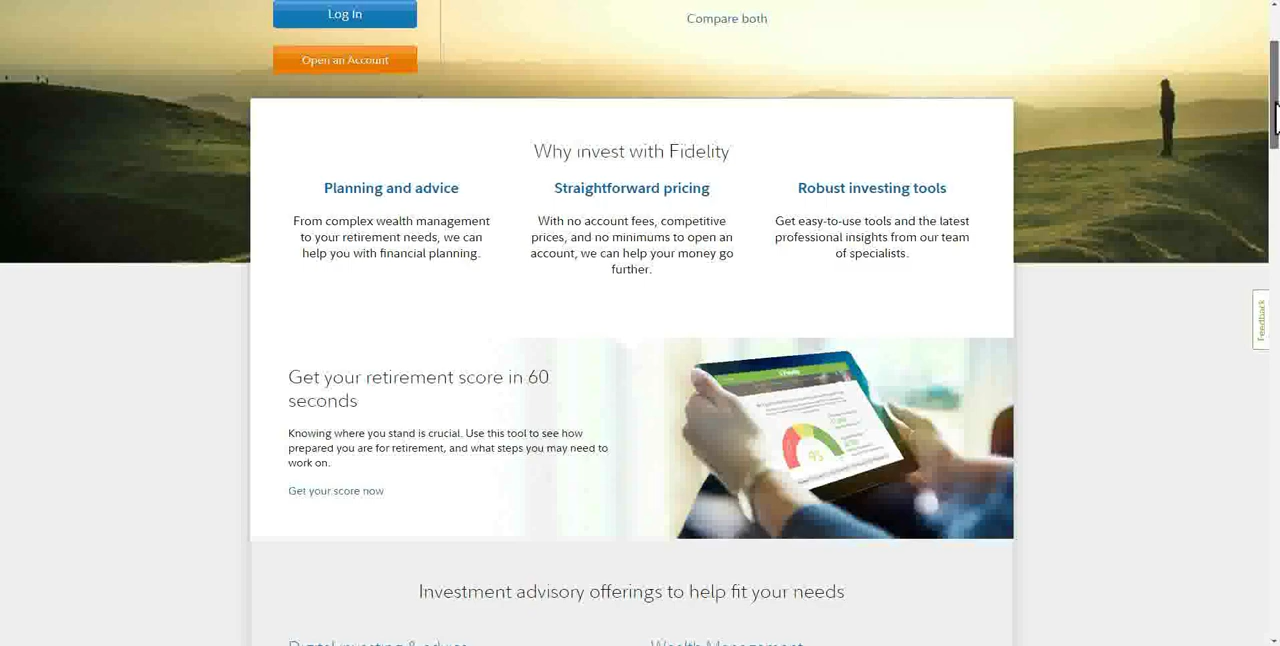 Log In
Compare both
Open an Account
Why invest with Fidelity
Planning and advice
From complex wealth management
to your retirement needs, we can
help you with financial planning.
Straightforward pricing
With no account fees, competitive
prices, and no minimums to open an
account, we can help your money go
further.
Robust investing tools
Get easy-to-use tools and the latest
professional insights from our team
of specialists.
Feedback
Get your retirement score in 60
seconds
Knowing where you stand is crucial. Use this tool to see how
prepared you are for retirement, and what steps you may need to
work on.
Get your score now
Investment advisory offerings to help fit your needs
Digital investing & advice
Wealth Management